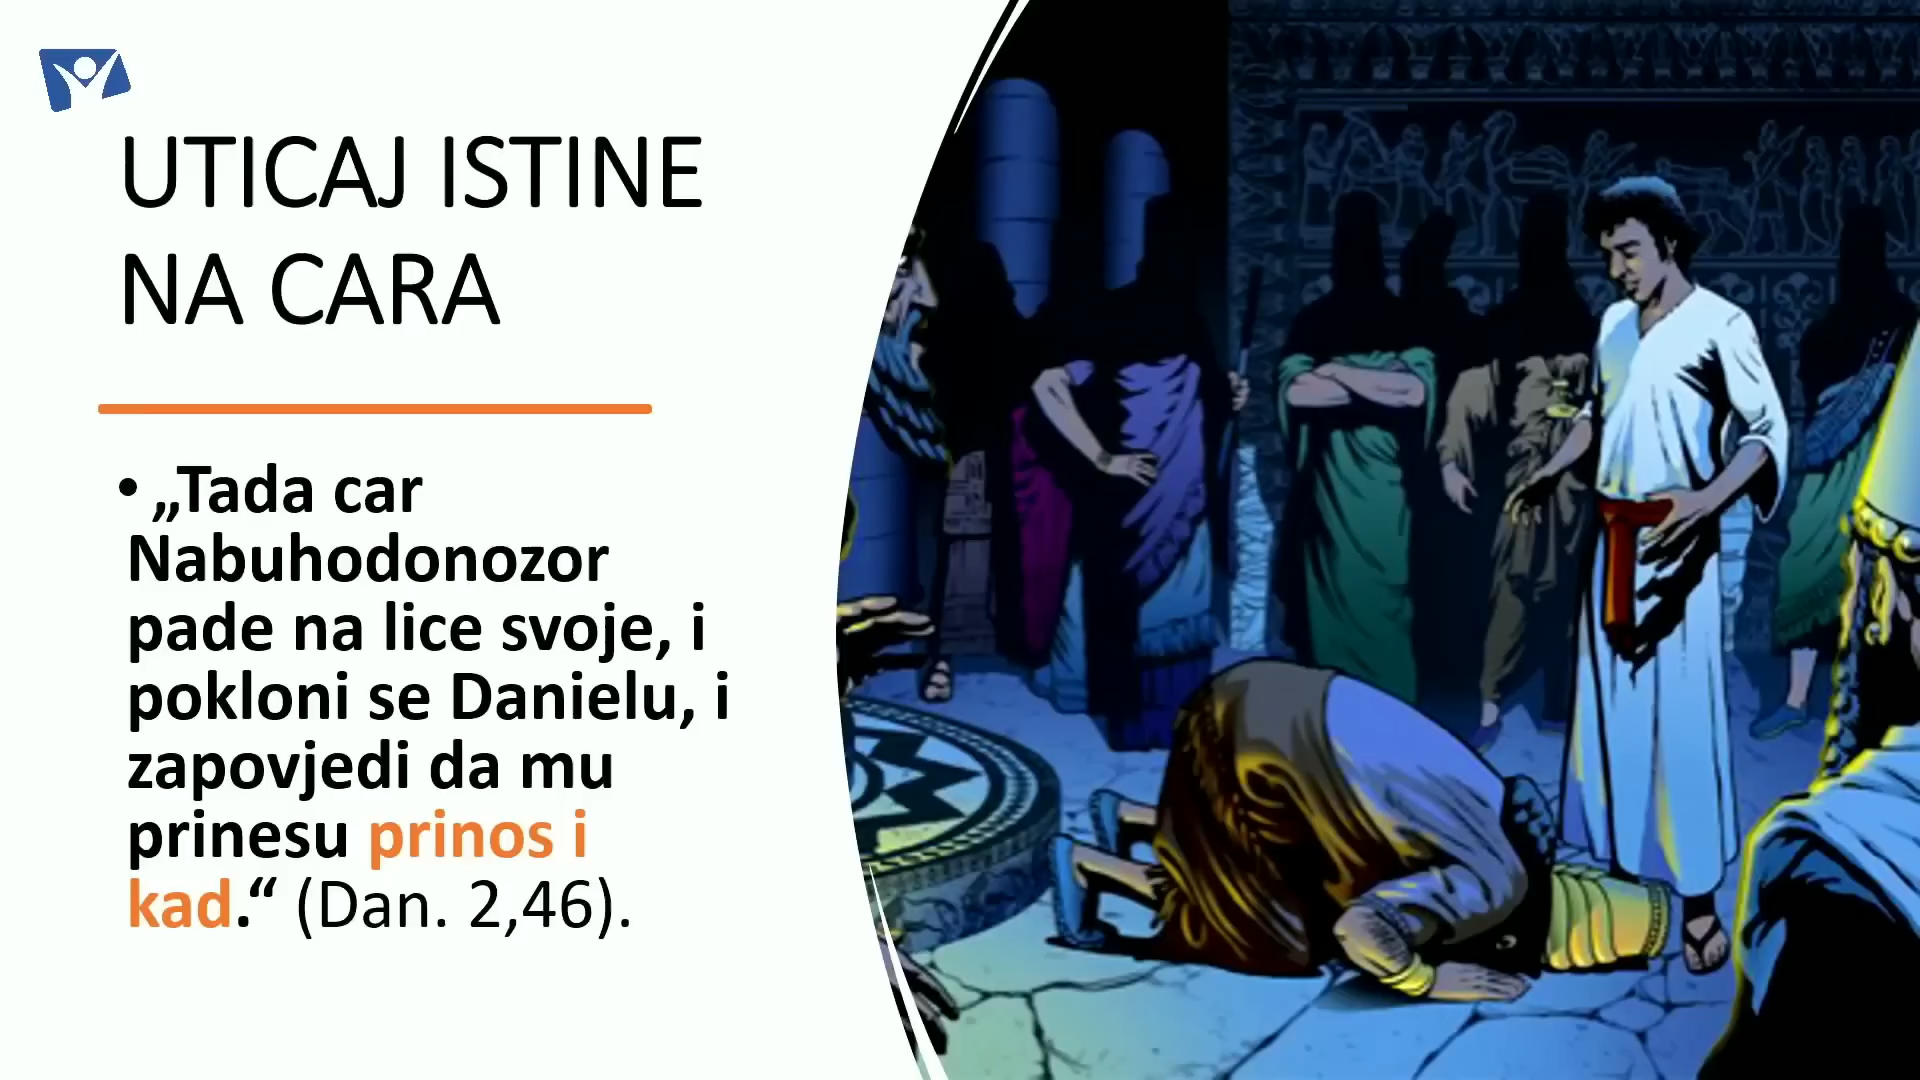 UTICAJ ISTINE
NA CARA
• „Tada car
Nabuhodonozor
pade na lice svoje, i
pokloni se Danielu, i
zapovjedi da mu
prinesu prinos i
kad.“ (Dan. 2,46).